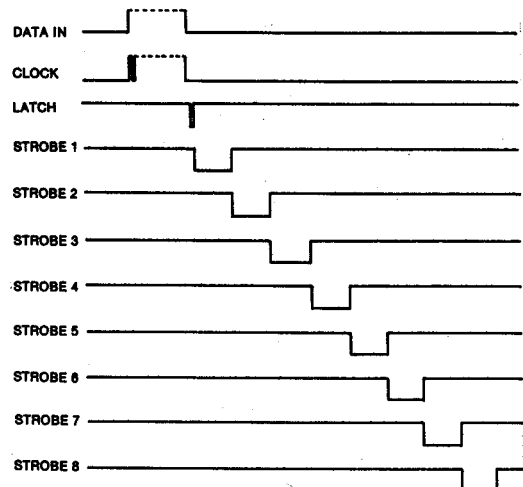 DATA IN
CLOCK
LATCH
STROBE 1
STROBE 2
STROBE 3
STROBE 4
STROBE 5
STROBE 6
STROBE 7
STROBE 8